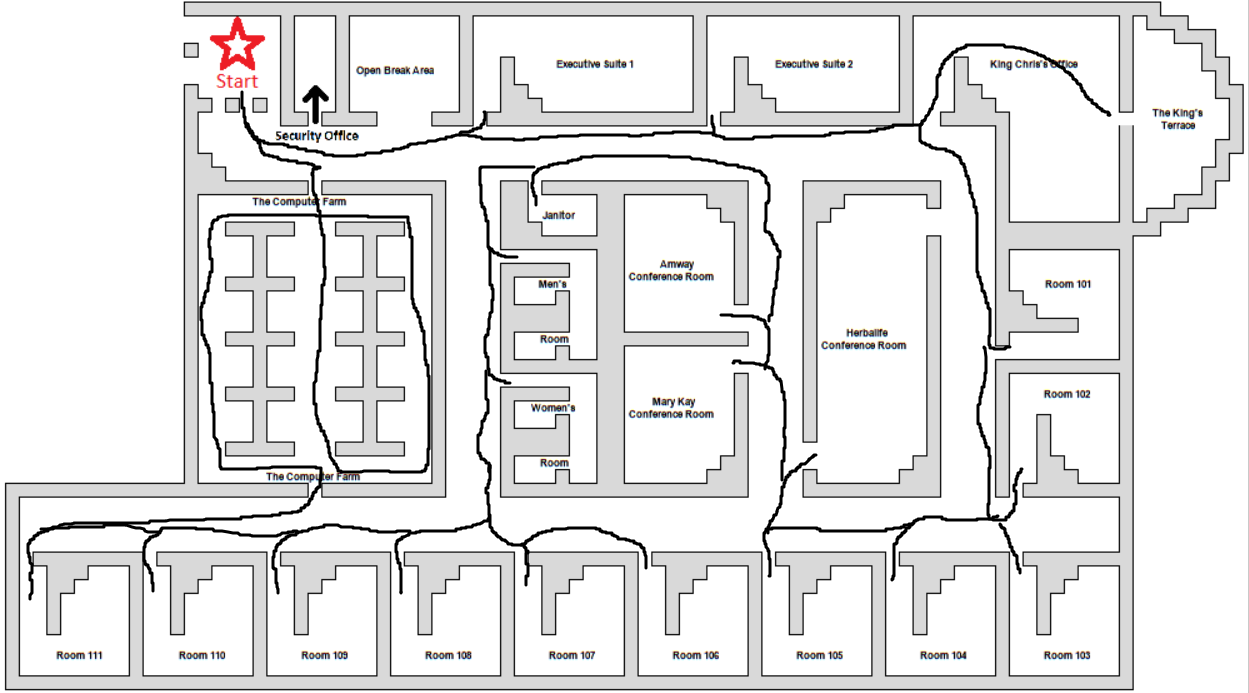 Start
Security Office
Open Break Area
Executive Suite 1
Executive Suite 2
King Chris's Office
The King's
Terrace
The Computer Farm
Janitor
Men's
Room
Women's
Room
Amway
Conference Room
Mary Kay
Conference Room
Herbalife
Conference Room
Room 101
Room 102
The Computer Farm
Room 111
Room 110
Room 109
Room 108
Room 107
Room 106
Room 105
Room 104
Room 103